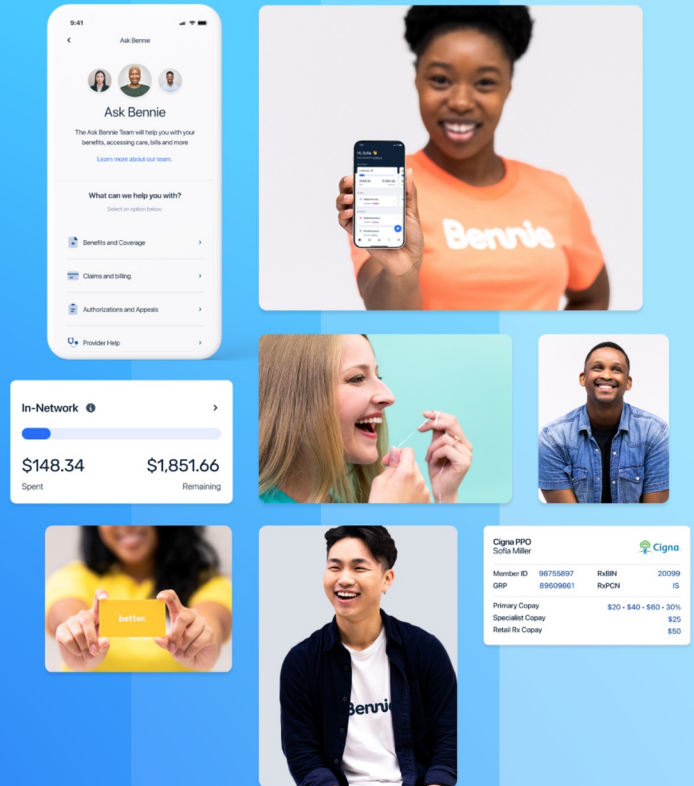 9:41
Ask Bennie
Ask Bennie
The Ask Bennie Team will help you with your
benefits, accessing care, bills and more
Learn more about our team.
What can we help you with?
Select an option below.
Benefits and Coverage
Claims and billing
Authorizations and Appeals
Provider Help
Hi, Sofia
Bennie
In-Network
$148.34
$1,851.66
Spent
Remaining
better.
Bennie
Cigna PPO
Sofia Miller
Cigna
Member ID 98755897 RxBIN 20099
GRP 89609861 RxPCN IS
Primary Copay $20 • $40 • $60 • 30%
Specialist Copay $25
Retail Rx Copay $50